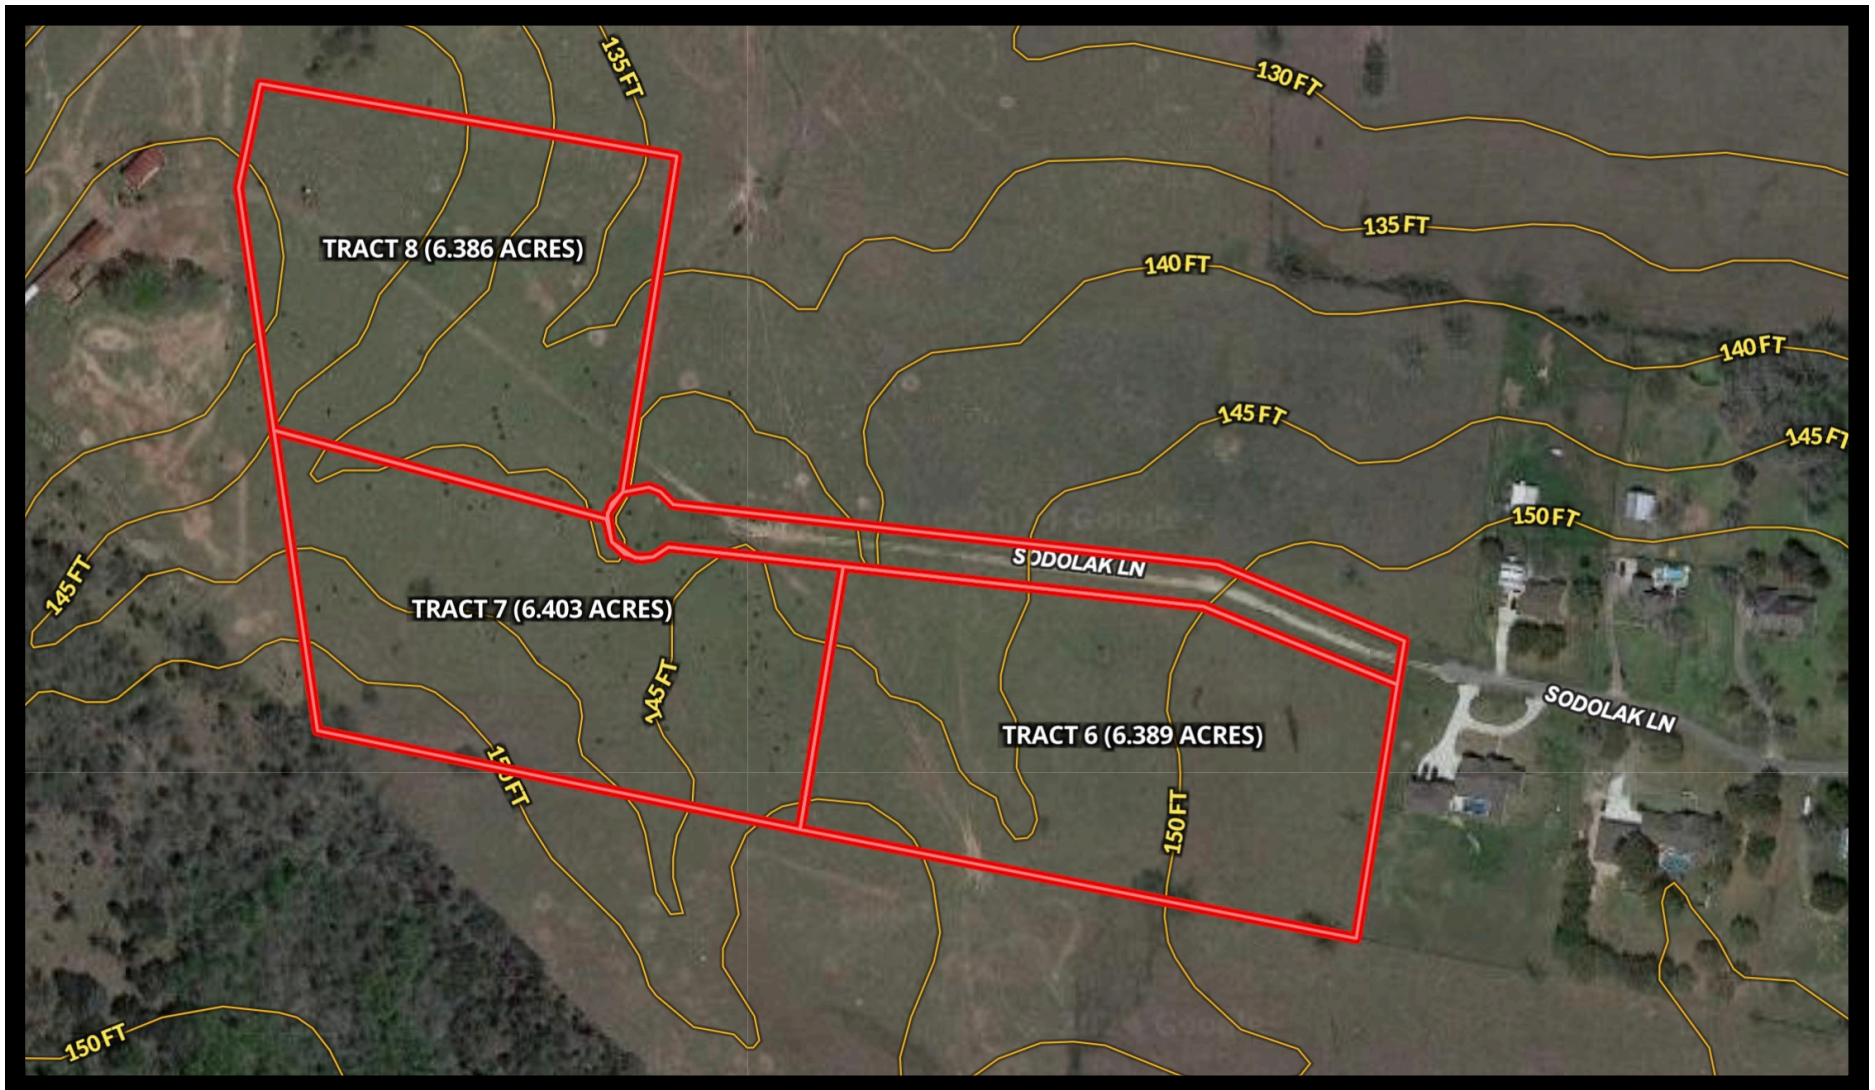 135 FT
130 FT
135 FT
TRACT 8 (6.386 ACRES)
140 FT
140 FT
145 FT
145 FT
150 FT
SODOLAK LN
145 FT
TRACT 7 (6.403 ACRES)
145 FT
SODOLAK LN
TRACT 6 (6.389 ACRES)
150 FT
150 FT
150 FT